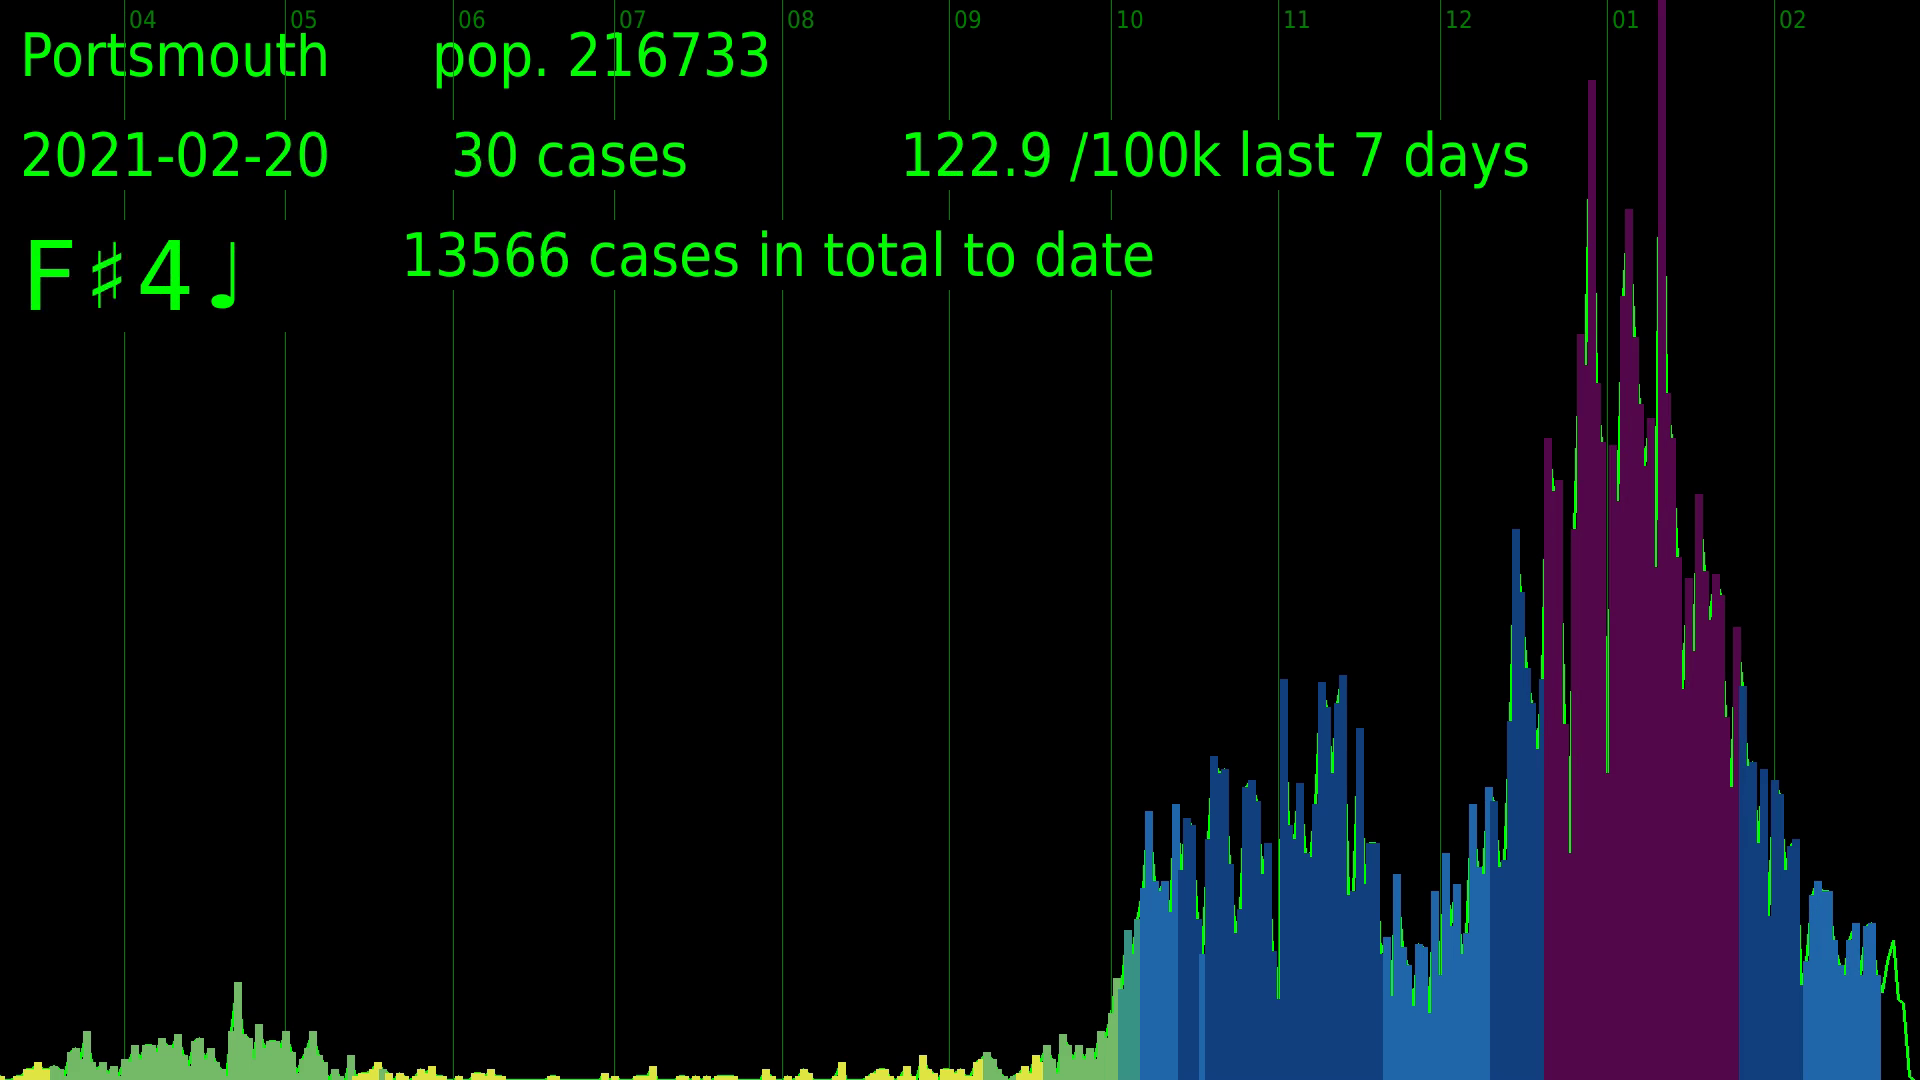 04 05 06 07 08 09 10 11 12 01 02
Portsmouth pop. 216733
2021-02-20 30 cases 122.9 /100k last 7 days
F♯4♩ 13566 cases in total to date